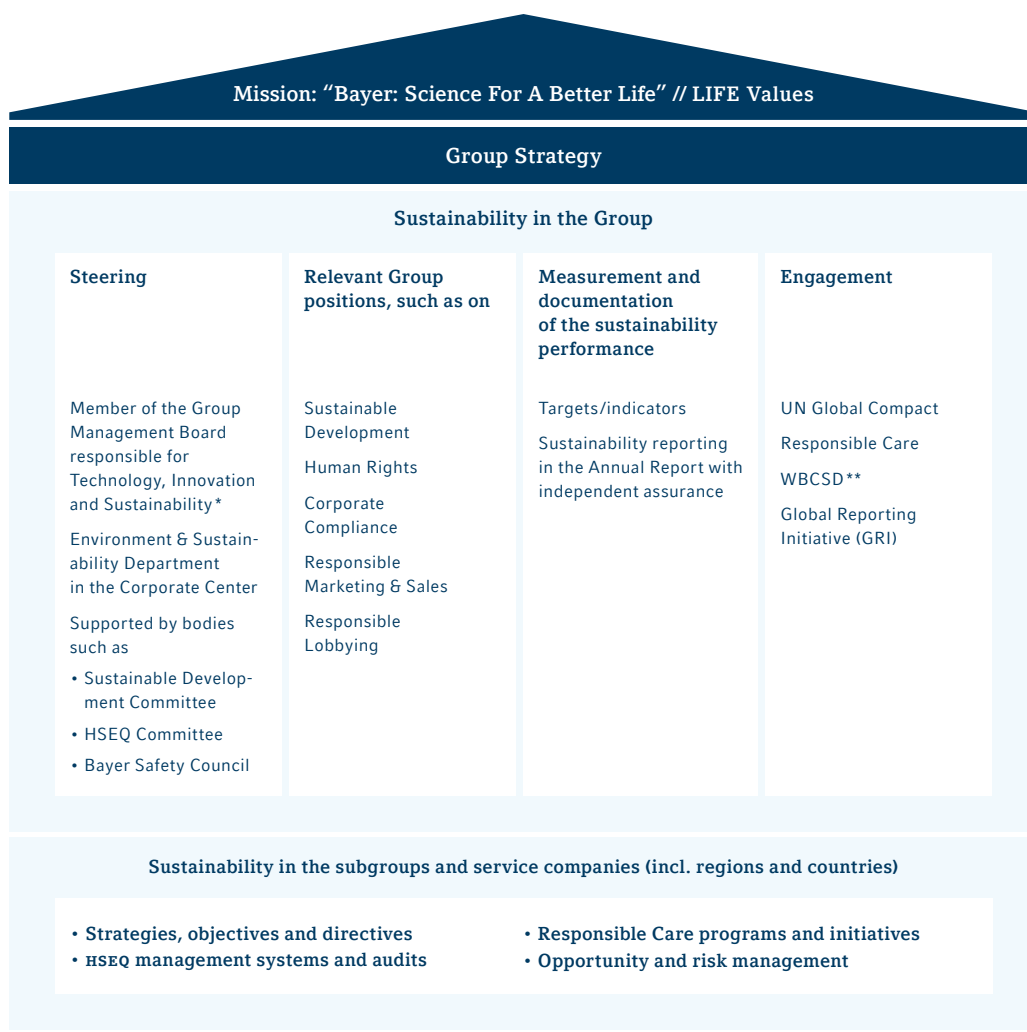 Mission: “Bayer: Science For A Better Life” // LIFE Values
Group Strategy
Sustainability in the Group
Steering
Member of the Group
Management Board
responsible for
Technology, Innovation
and Sustainability*
Environment & Sustain-
ability Department
in the Corporate Center
Supported by bodies
such as
• Sustainable Develop-
ment Committee
• HSEQ Committee
• Bayer Safety Council
Relevant Group
positions, such as on
Sustainable
Development
Human Rights
Corporate
Compliance
Responsible
Marketing & Sales
Responsible
Lobbying
Measurement and
documentation
of the sustainability
performance
Targets/indicators
Sustainability reporting
in the Annual Report with
independent assurance
Engagement
UN Global Compact
Responsible Care
WBCSD**
Global Reporting
Initiative (GRI)
Sustainability in the subgroups and service companies (incl. regions and countries)
• Strategies, objectives and directives
• HSEQ management systems and audits
• Responsible Care programs and initiatives
• Opportunity and risk management